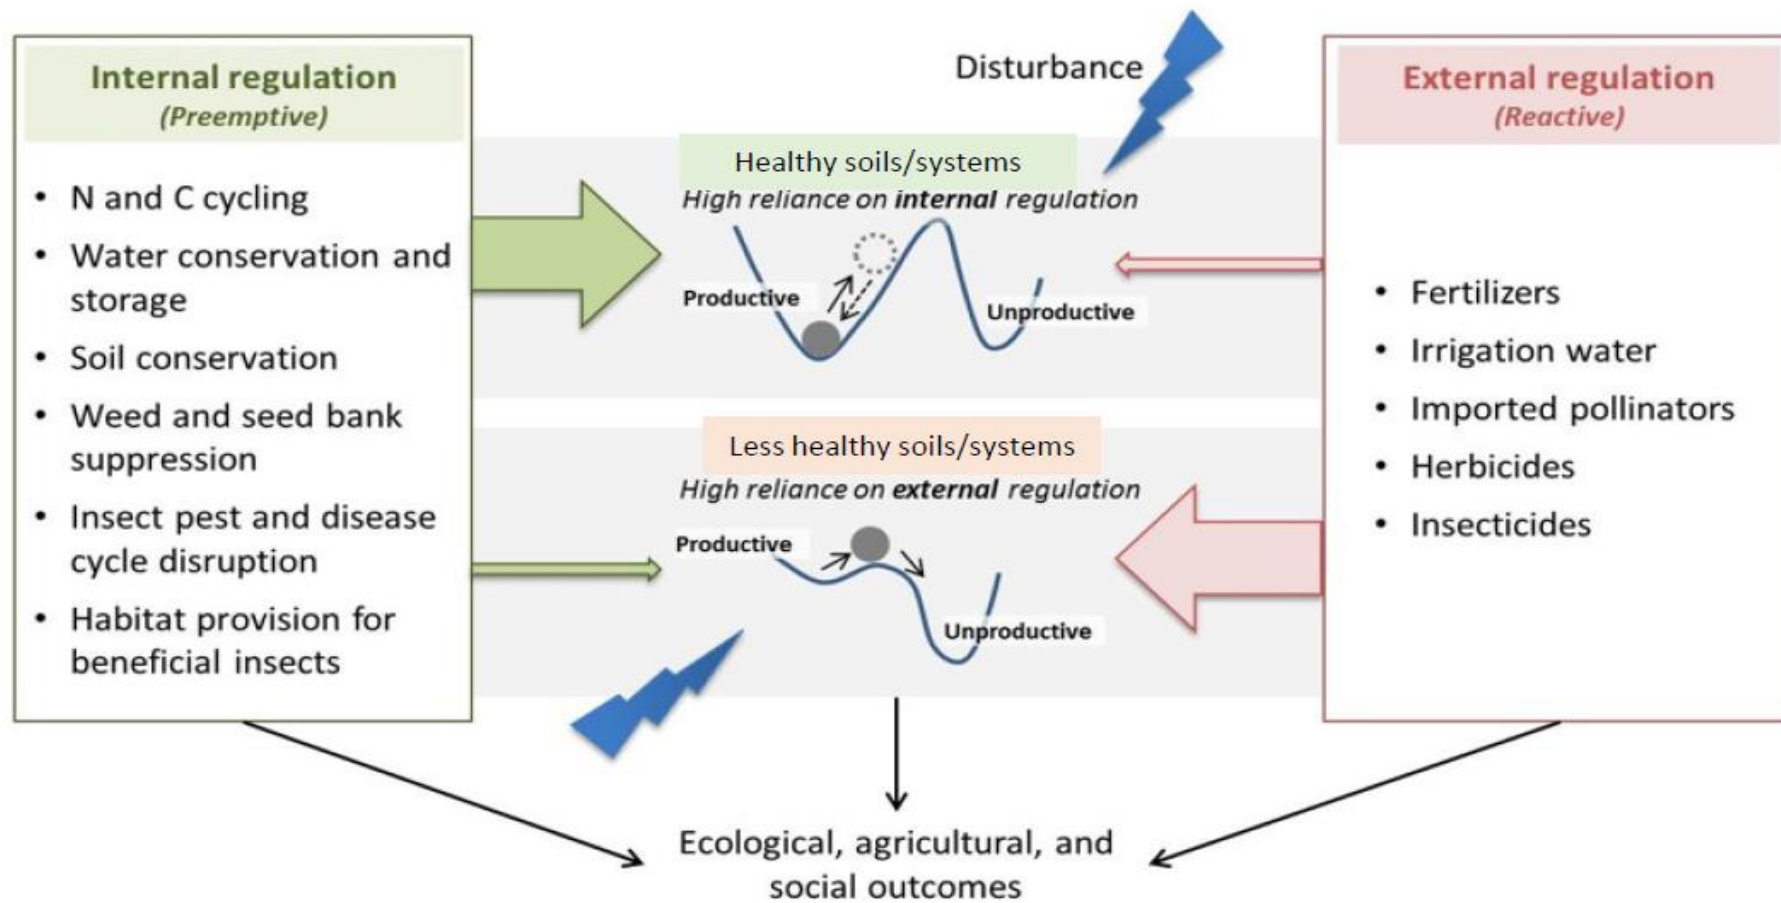 Internal regulation
(Preemptive)
• N and C cycling
• Water conservation and
storage
• Soil conservation
• Weed and seed bank
suppression
• Insect pest and disease
cycle disruption
• Habitat provision for
beneficial insects
Disturbance
Healthy soils/systems
High reliance on internal regulation
Productive
Unproductive
Less healthy soils/systems
High reliance on external regulation
Productive
Unproductive
External regulation
(Reactive)
• Fertilizers
• Irrigation water
• Imported pollinators
• Herbicides
• Insecticides
Ecological, agricultural, and
social outcomes